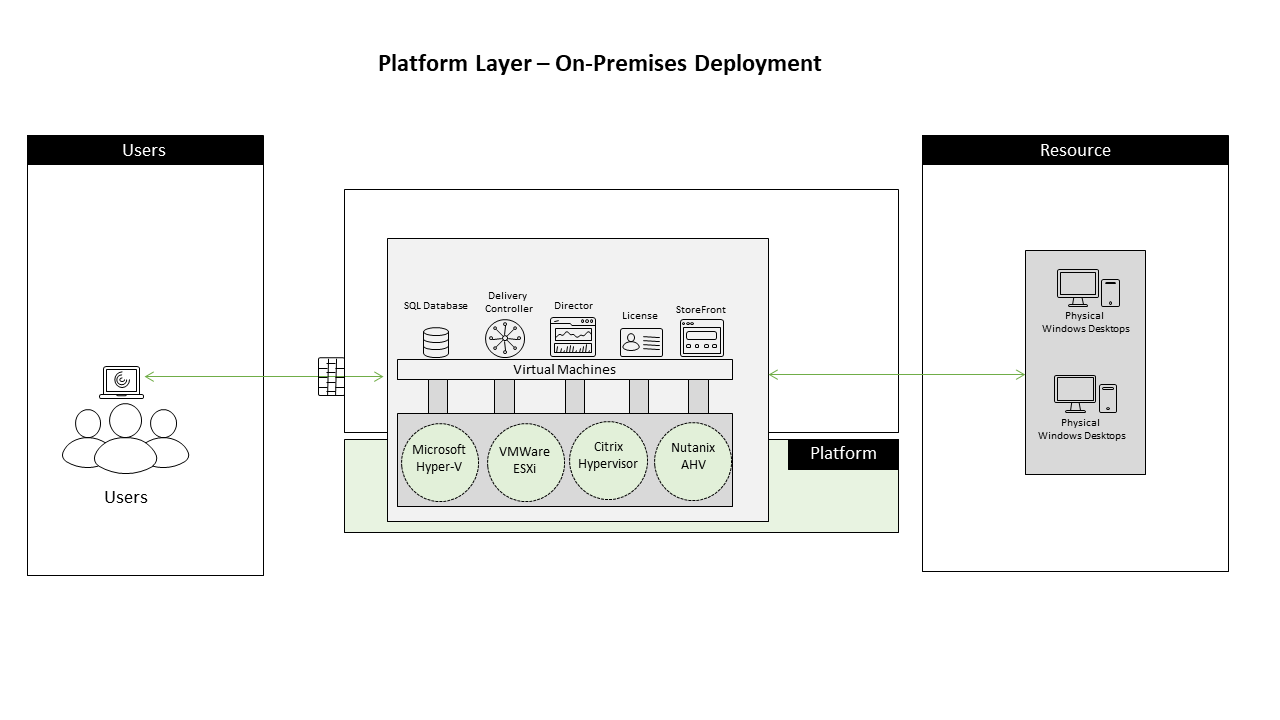 Platform Layer – On-Premises Deployment
Users
Users
SQL Database
Delivery
Controller
Director
License
StoreFront
Virtual Machines
Microsoft
Hyper-V
VMWare
ESXi
Citrix
Hypervisor
Nutanix
AHV
Platform
Resource
Physical
Windows Desktops
Physical
Windows Desktops